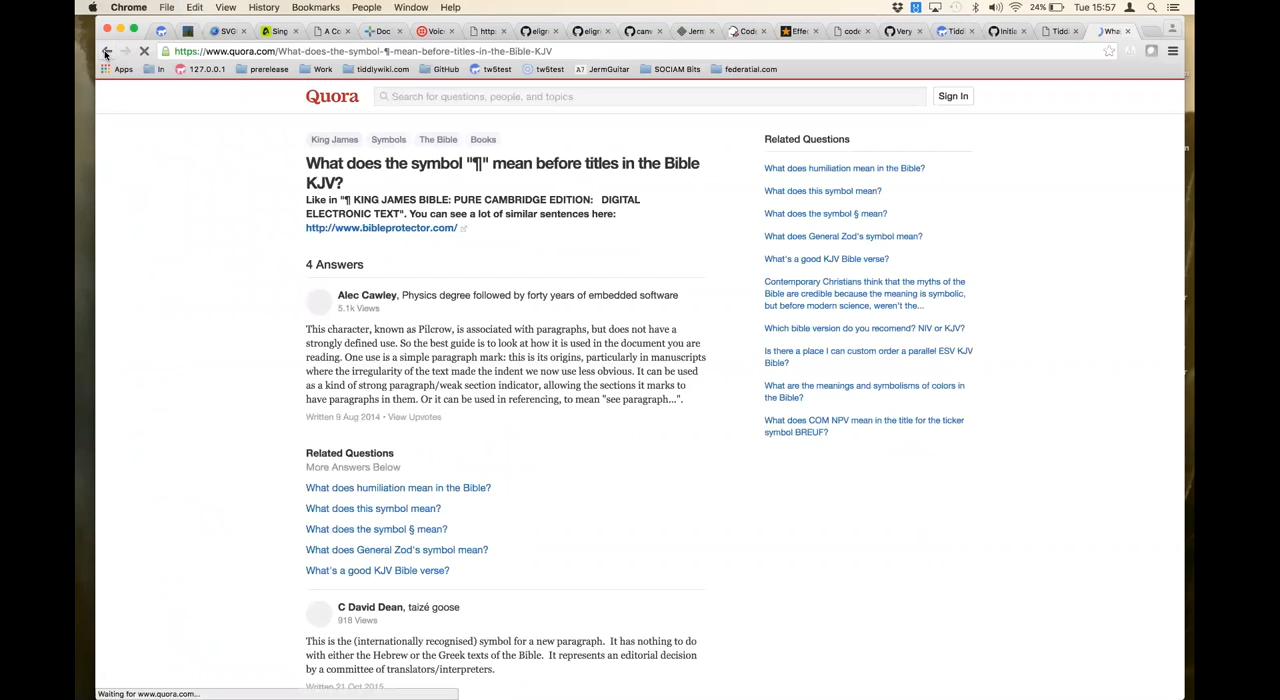 Chrome File Edit View History Bookmarks People Window Help 24% Tue 15:57
SVG Sing A Co Doc Voic http: eligr eligr canv Jerm Code Effec code Very Tiddl Initia Tiddl Wha
https://www.quora.com/What-does-the-symbol-¶-mean-before-titles-in-the-Bible-KJV
Apps In 127.0.0.1 prerelease Work tiddlywiki.com GitHub tw5test tw5test A7 JermGuitar SOCIAM Bits federatial.com
Quora Search for questions, people, and topics Sign In
King James Symbols The Bible Books
What does the symbol "¶" mean before titles in the Bible
KJV?
Like in "¶ KING JAMES BIBLE: PURE CAMBRIDGE EDITION: DIGITAL
ELECTRONIC TEXT". You can see a lot of similar sentences here:
http://www.bibleprotector.com/
4 Answers
Alec Cawley, Physics degree followed by forty years of embedded software
5.1k Views
This character, known as Pilcrow, is associated with paragraphs, but does not have a
strongly defined use. So the best guide is to look at how it is used in the document you are
reading. One use is a simple paragraph mark: this is its origins, particularly in manuscripts
where the irregularity of the text made the indent we now use less obvious. It can be used
as a kind of strong paragraph/weak section indicator, allowing the sections it marks to
have paragraphs in them. Or it can be used in referencing, to mean "see paragraph...".
Written 9 Aug 2014 • View Upvotes
Related Questions
More Answers Below
What does humiliation mean in the Bible?
What does this symbol mean?
What does the symbol § mean?
What does General Zod's symbol mean?
What's a good KJV Bible verse?
C David Dean, taizé goose
918 Views
This is the (internationally recognised) symbol for a new paragraph. It has nothing to do
with either the Hebrew or the Greek texts of the Bible. It represents an editorial decision
by a committee of translators/interpreters.
Written 21 Oct 2015
Related Questions
What does humiliation mean in the Bible?
What does this symbol mean?
What does the symbol § mean?
What does General Zod's symbol mean?
What's a good KJV Bible verse?
Contemporary Christians think that the myths of the
Bible are credible because the meaning is symbolic,
but before modern science, weren't the...
Which bible version do you recomend? NIV or KJV?
Is there a place I can custom order a parallel ESV KJV
Bible?
What are the meanings and symbolisms of colors in
the Bible?
What does COM NPV mean in the title for the ticker
symbol BREUF?
Waiting for www.quora.com...